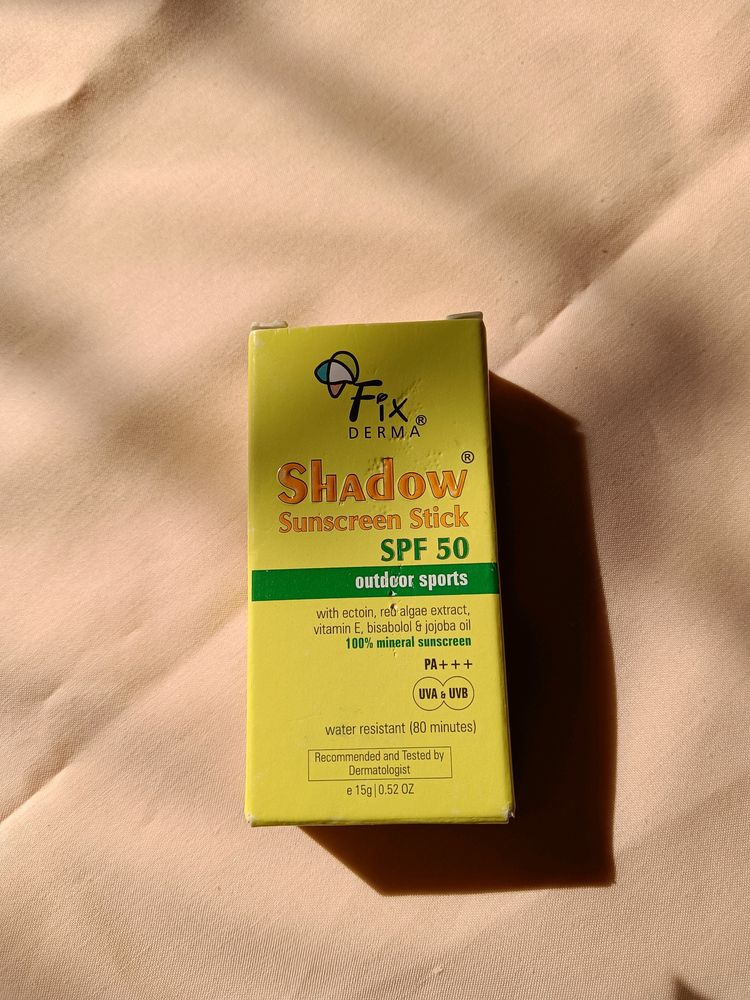 Fix®
DERMA
Shadow®
Sunscreen Stick
SPF 50
outdoor sports
with ectoin, red algae extract,
vitamin E, bisabolol & jojoba oil
100% mineral sunscreen
PA+++
UVA & UVB
water resistant (80 minutes)
Recommended and Tested by
Dermatologist
e 15g | 0.52 OZ